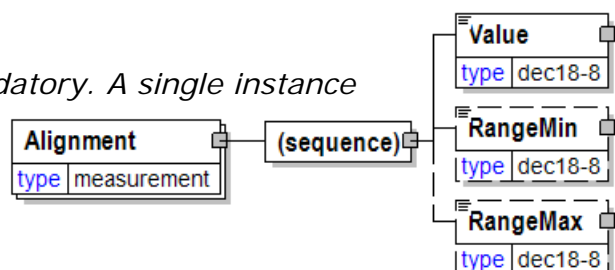 Value
type dec18-8
datory. A single instance
RangeMin
Alignment
(sequence)
type dec18-8
type measurement
RangeMax
type dec18-8